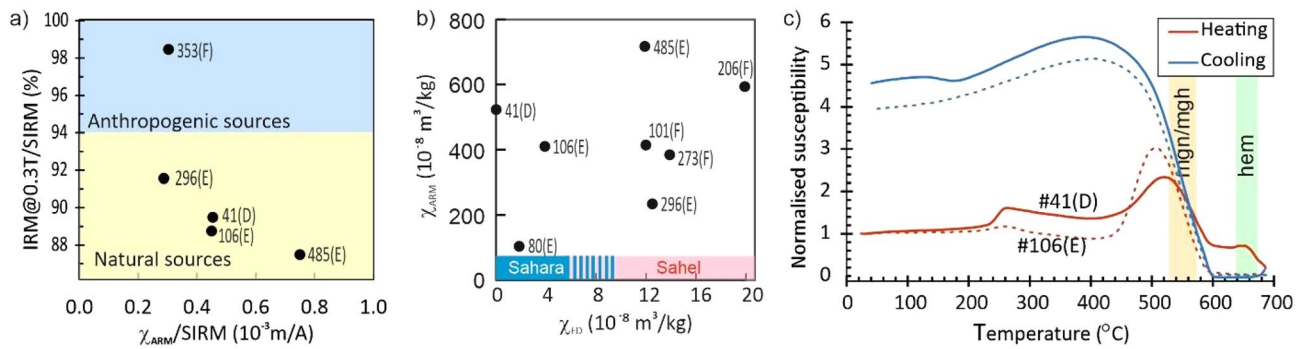 a)
IRM@0.3T/SIRM (%)
100
98
96
94
92
90
88
353(F)
Anthropogenic sources
296(E)
41(D)
106(E)
485(E)
Natural sources
0.0 0.2 0.4 0.6 0.8 1.0
χARM/SIRM (10⁻³m/A)
b)
χARM (10⁻⁸ m³/kg)
800
600
400
200
0
485(E)
206(F)
41(D)
106(E)
101(F)
273(F)
296(E)
80(E)
Sahara Sahel
0 4 8 12 16 20
χFD (10⁻⁸ m³/kg)
c)
Normalised susceptibility
6
5
4
3
2
1
0
Heating
Cooling
#41(D)
#106(E)
mgn/mgh
hem
0 100 200 300 400 500 600 700
Temperature (°C)